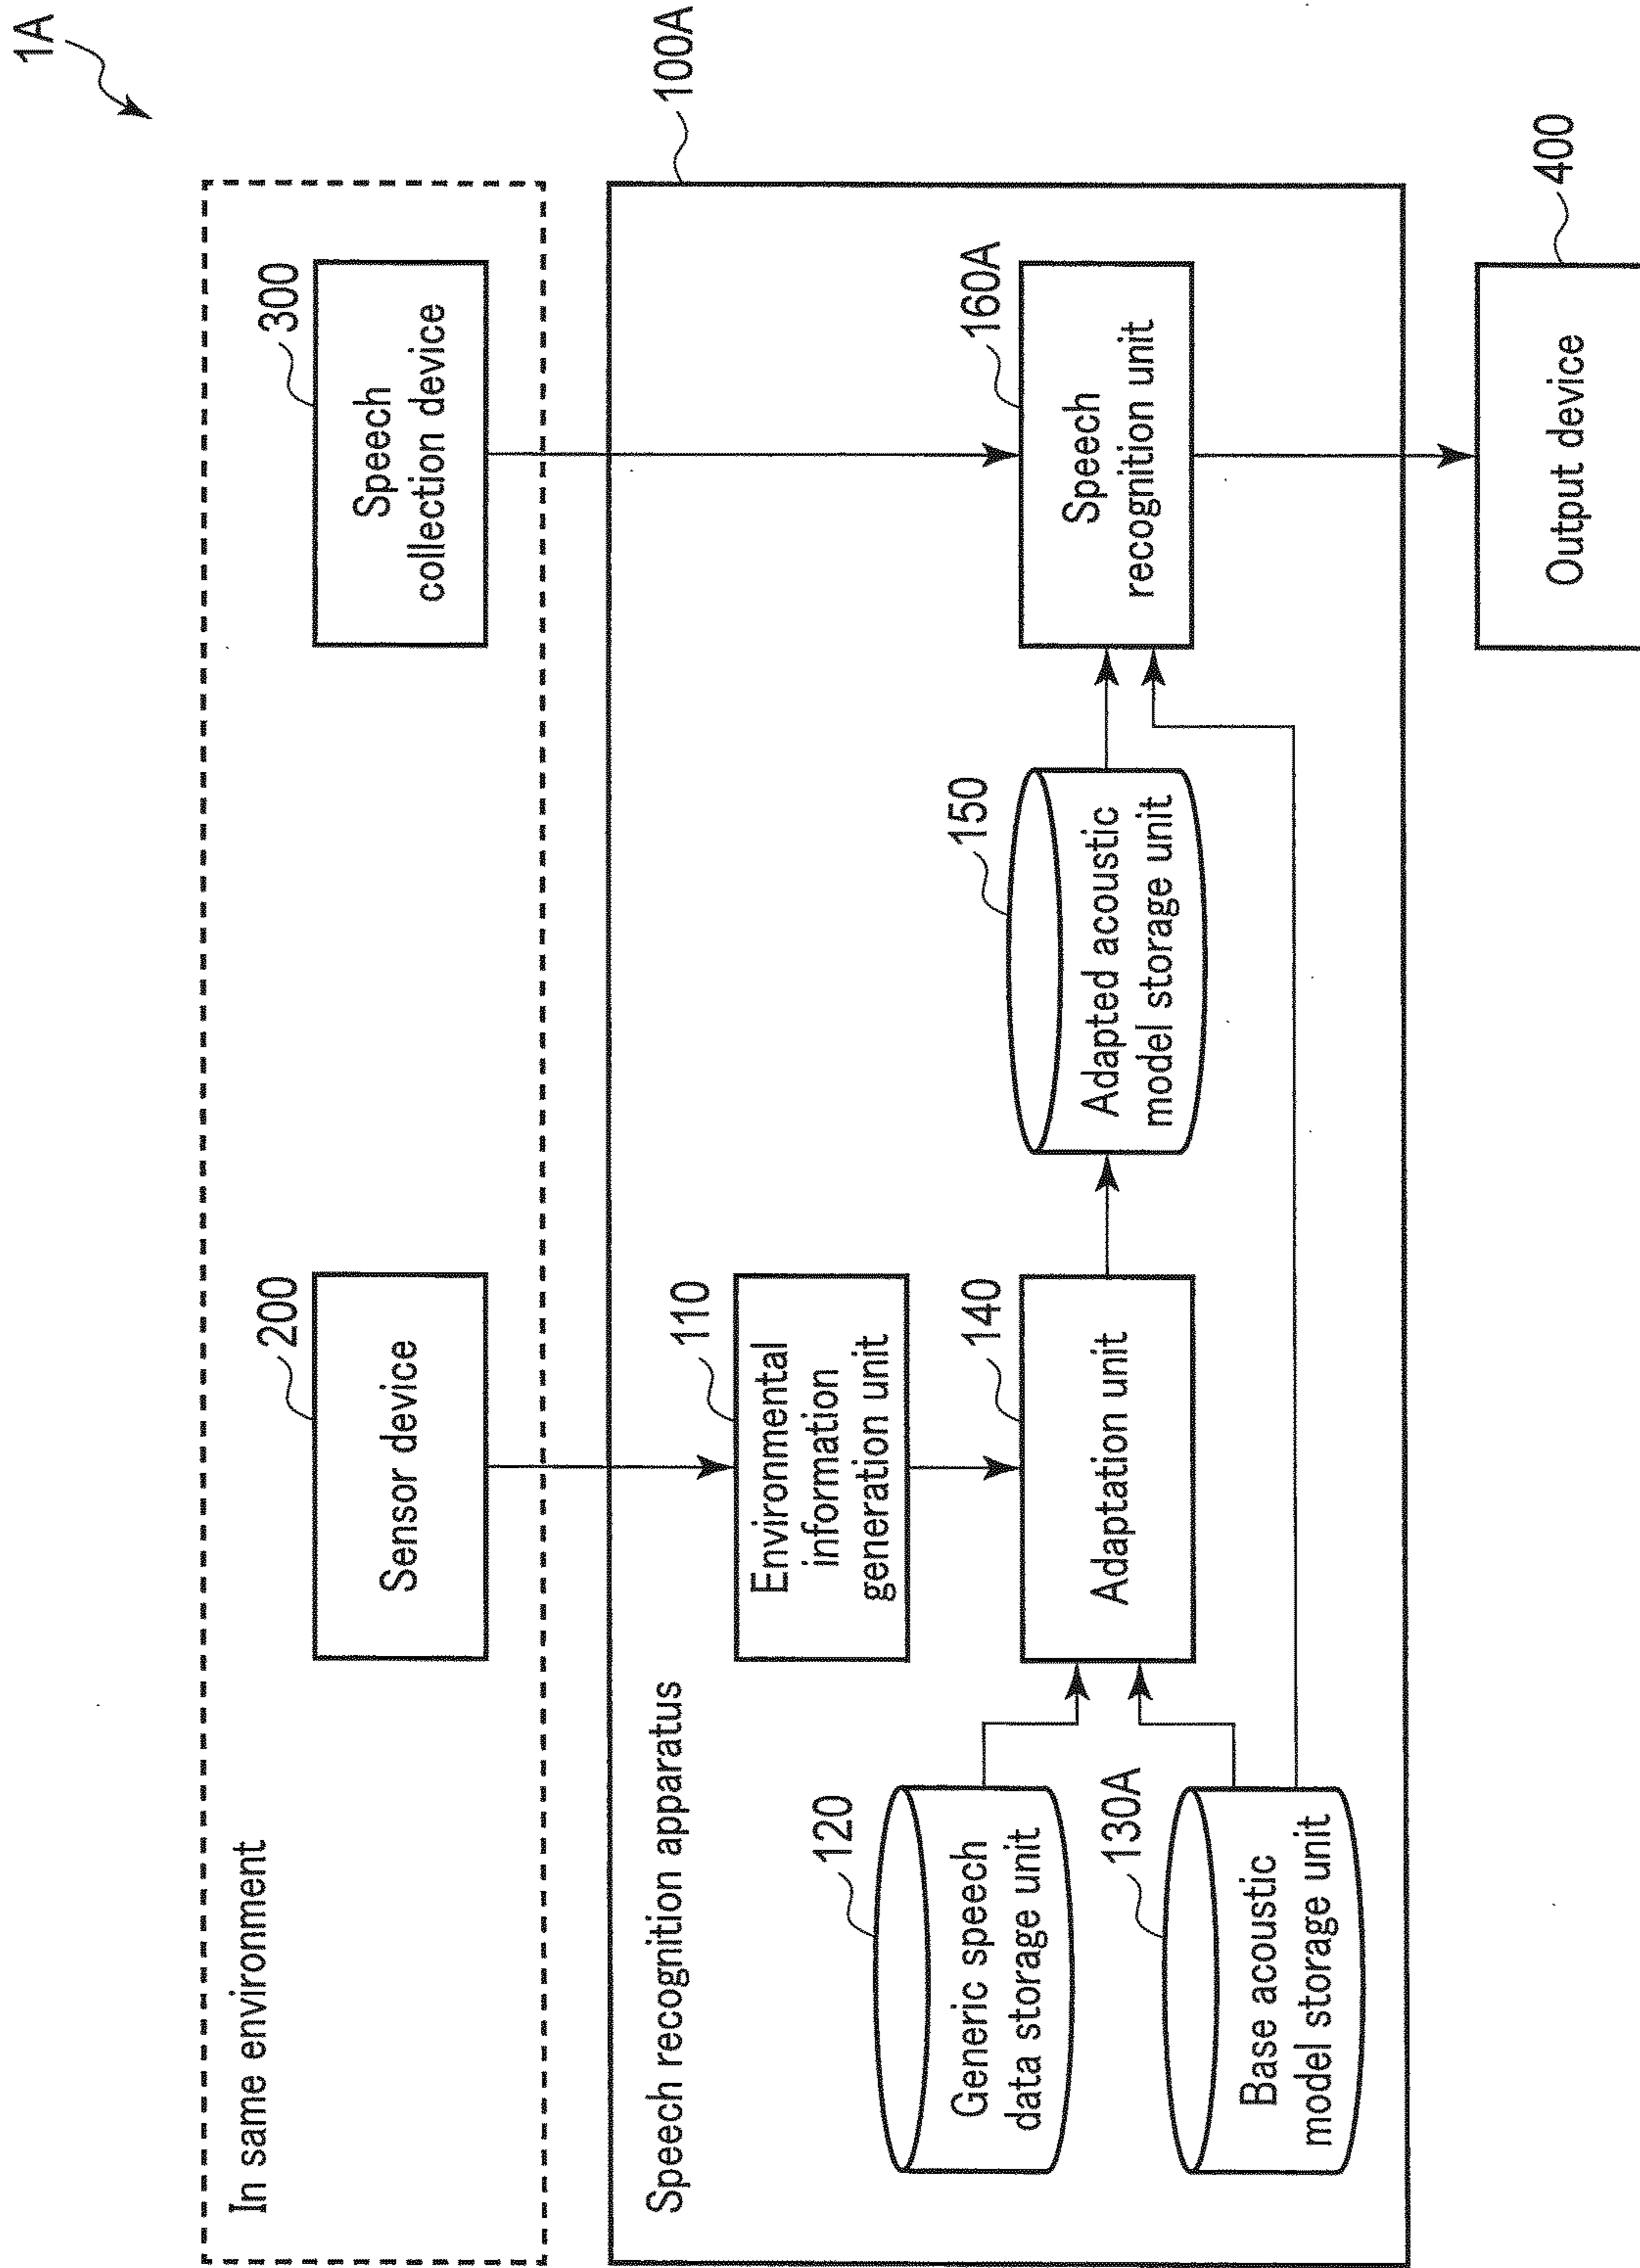 1A
In same environment
200
Sensor device
300
Speech
collection device
100A
Speech recognition apparatus
110
Environmental
information
generation unit
120
Generic speech
data storage unit
140
Adaptation unit
150
Adapted acoustic
model storage unit
160A
Speech
recognition unit
130A
Base acoustic
model storage unit
400
Output device